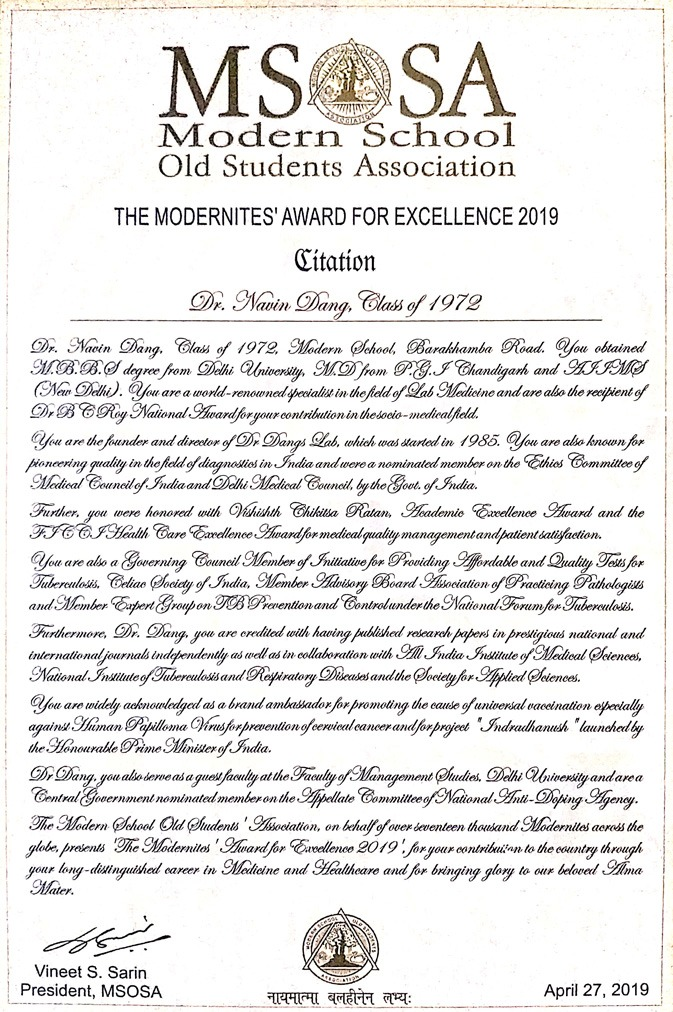 MSOSA
Modern School
Old Students Association
THE MODERNITES' AWARD FOR EXCELLENCE 2019
Citation
Dr. Navin Dang, Class of 1972
Dr. Navin Dang, Class of 1972, Modern School, Barakhamba Road. You obtained
M.B.B.S degree from Delhi University, M.D from P.G.I Chandigarh and A.I.I.M.S
(New Delhi). You are a world-renowned specialist in the field of Lab Medicine and are also the recipient of
Dr B C Roy National Award for your contribution in the socio-medical field.
You are the founder and director of Dr Dangs Lab, which was started in 1985. You are also known for
pioneering quality in the field of diagnostics in India and were a nominated member on the Ethics Committee of
Medical Council of India and Delhi Medical Council, by the Govt. of India.
Further, you were honored with Vishishth Chikitsa Ratan, Academic Excellence Award and the
F.I.C.C.I Health Care Excellence Award for medical quality management and patient satisfaction.
You are also a Governing Council Member of Initiative for Providing Affordable and Quality Tests for
Tuberculosis, Celiac Society of India, Member Advisory Board Association of Practicing Pathologists
and Member Expert Group on TB Prevention and Control under the National Forum for Tuberculosis.
Furthermore, Dr. Dang, you are credited with having published research papers in prestigious national and
international journals independently as well as in collaboration with All India Institute of Medical Sciences,
National Institute of Tuberculosis and Respiratory Diseases and the Society for Applied Sciences.
You are widely acknowledged as a brand ambassador for promoting the cause of universal vaccination especially
against Human Papilloma Virus for prevention of cervical cancer and for project "Indradhanush" launched by
the Honourable Prime Minister of India.
Dr Dang, you also serve as a guest faculty at the Faculty of Management Studies, Delhi University and are a
Central Government nominated member on the Appellate Committee of National Anti-Doping Agency.
The Modern School Old Students' Association, on behalf of over seventeen thousand Modernites across the
globe, presents 'The Modernites' Award for Excellence 2019', for your contribution to the country through
your long-distinguished career in Medicine and Healthcare and for bringing glory to our beloved Alma
Mater.
Vineet S. Sarin
President, MSOSA
नायमात्मा बलहीनेन लभ्य:
April 27, 2019